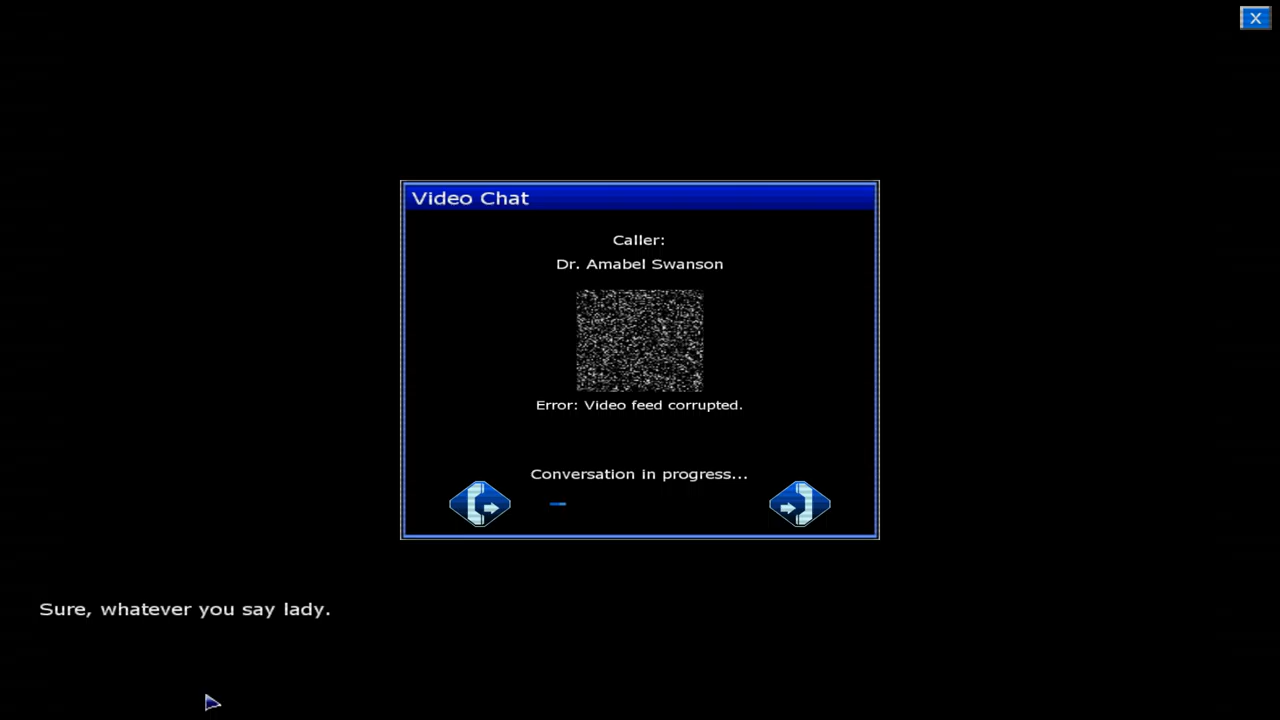 X
Video Chat
Caller:
Dr. Amabel Swanson
Error: Video feed corrupted.
Conversation in progress...
Sure, whatever you say lady.